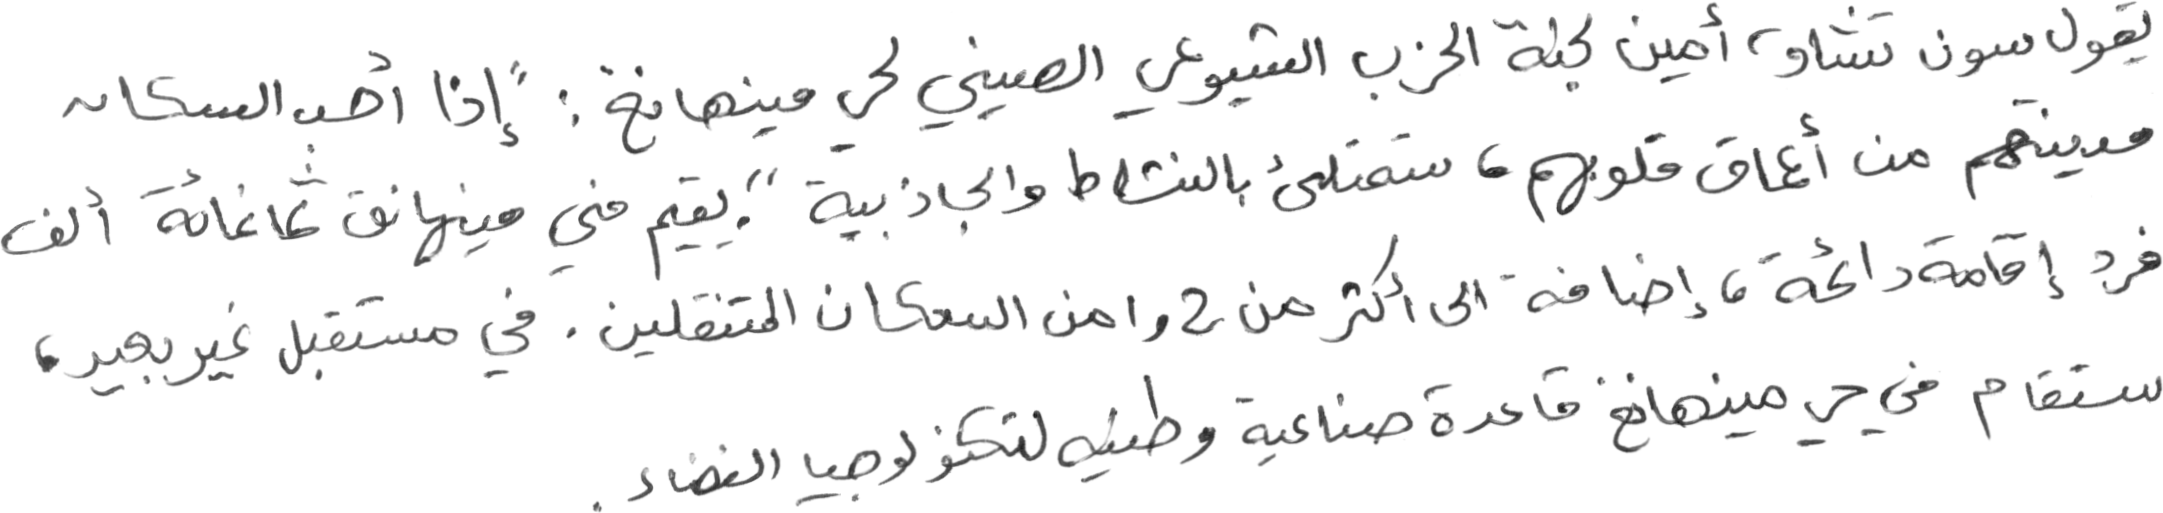 يقول سون تشاو، أمين لجنة الحزب الشيوعي الصيني لحي مينهانغ: "إذا أحب السكان
مدينتهم من أعماق قلوبهم، ستمتلئ بالنشاط والجاذبية". يقيم في مينهانق ثمانمائة ألف
فرد إقامة دائمة، إضافة الى أكثر من 2,1 من السكان المتنقلين. في مستقبل غير بعيد،
ستقام في حي مينهانغ قاعدة صناعية وطنية لتكنولوجيا الفضاء.